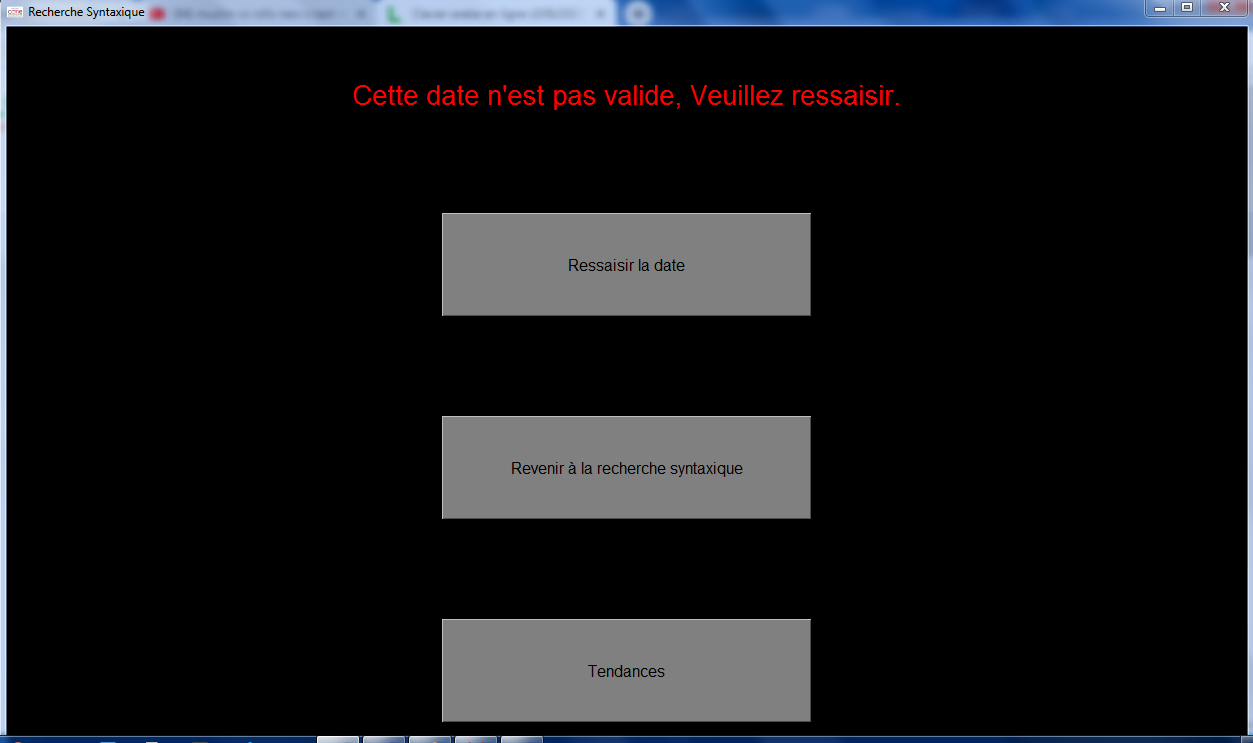 Recherche Syntaxique
Cette date n'est pas valide, Veuillez ressaisir.
Ressaisir la date
Revenir à la recherche syntaxique
Tendances